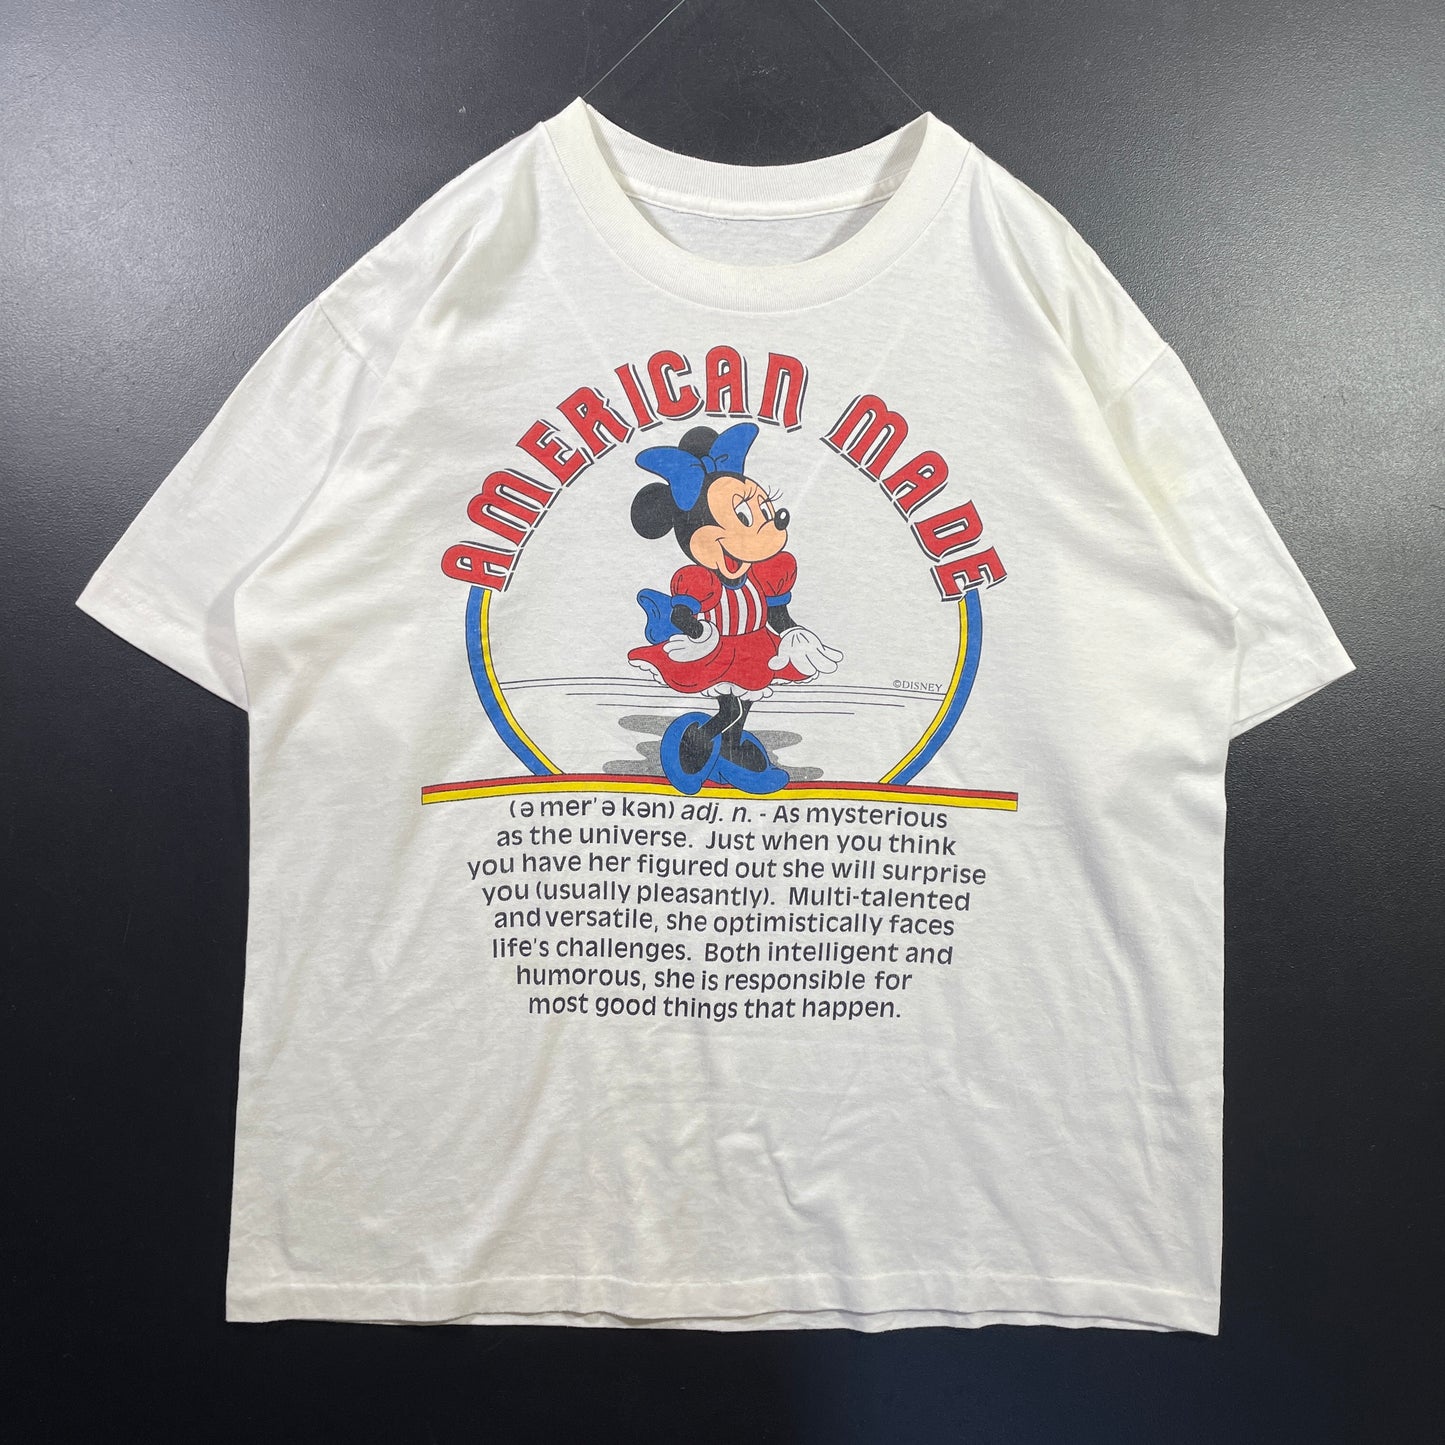 AMERICAN MADE
©DISNEY
(ə mer'ə kən) adj. n. - As mysterious
as the universe. Just when you think
you have her figured out she will surprise
you (usually pleasantly). Multi-talented
and versatile, she optimistically faces
life's challenges. Both intelligent and
humorous, she is responsible for
most good things that happen.